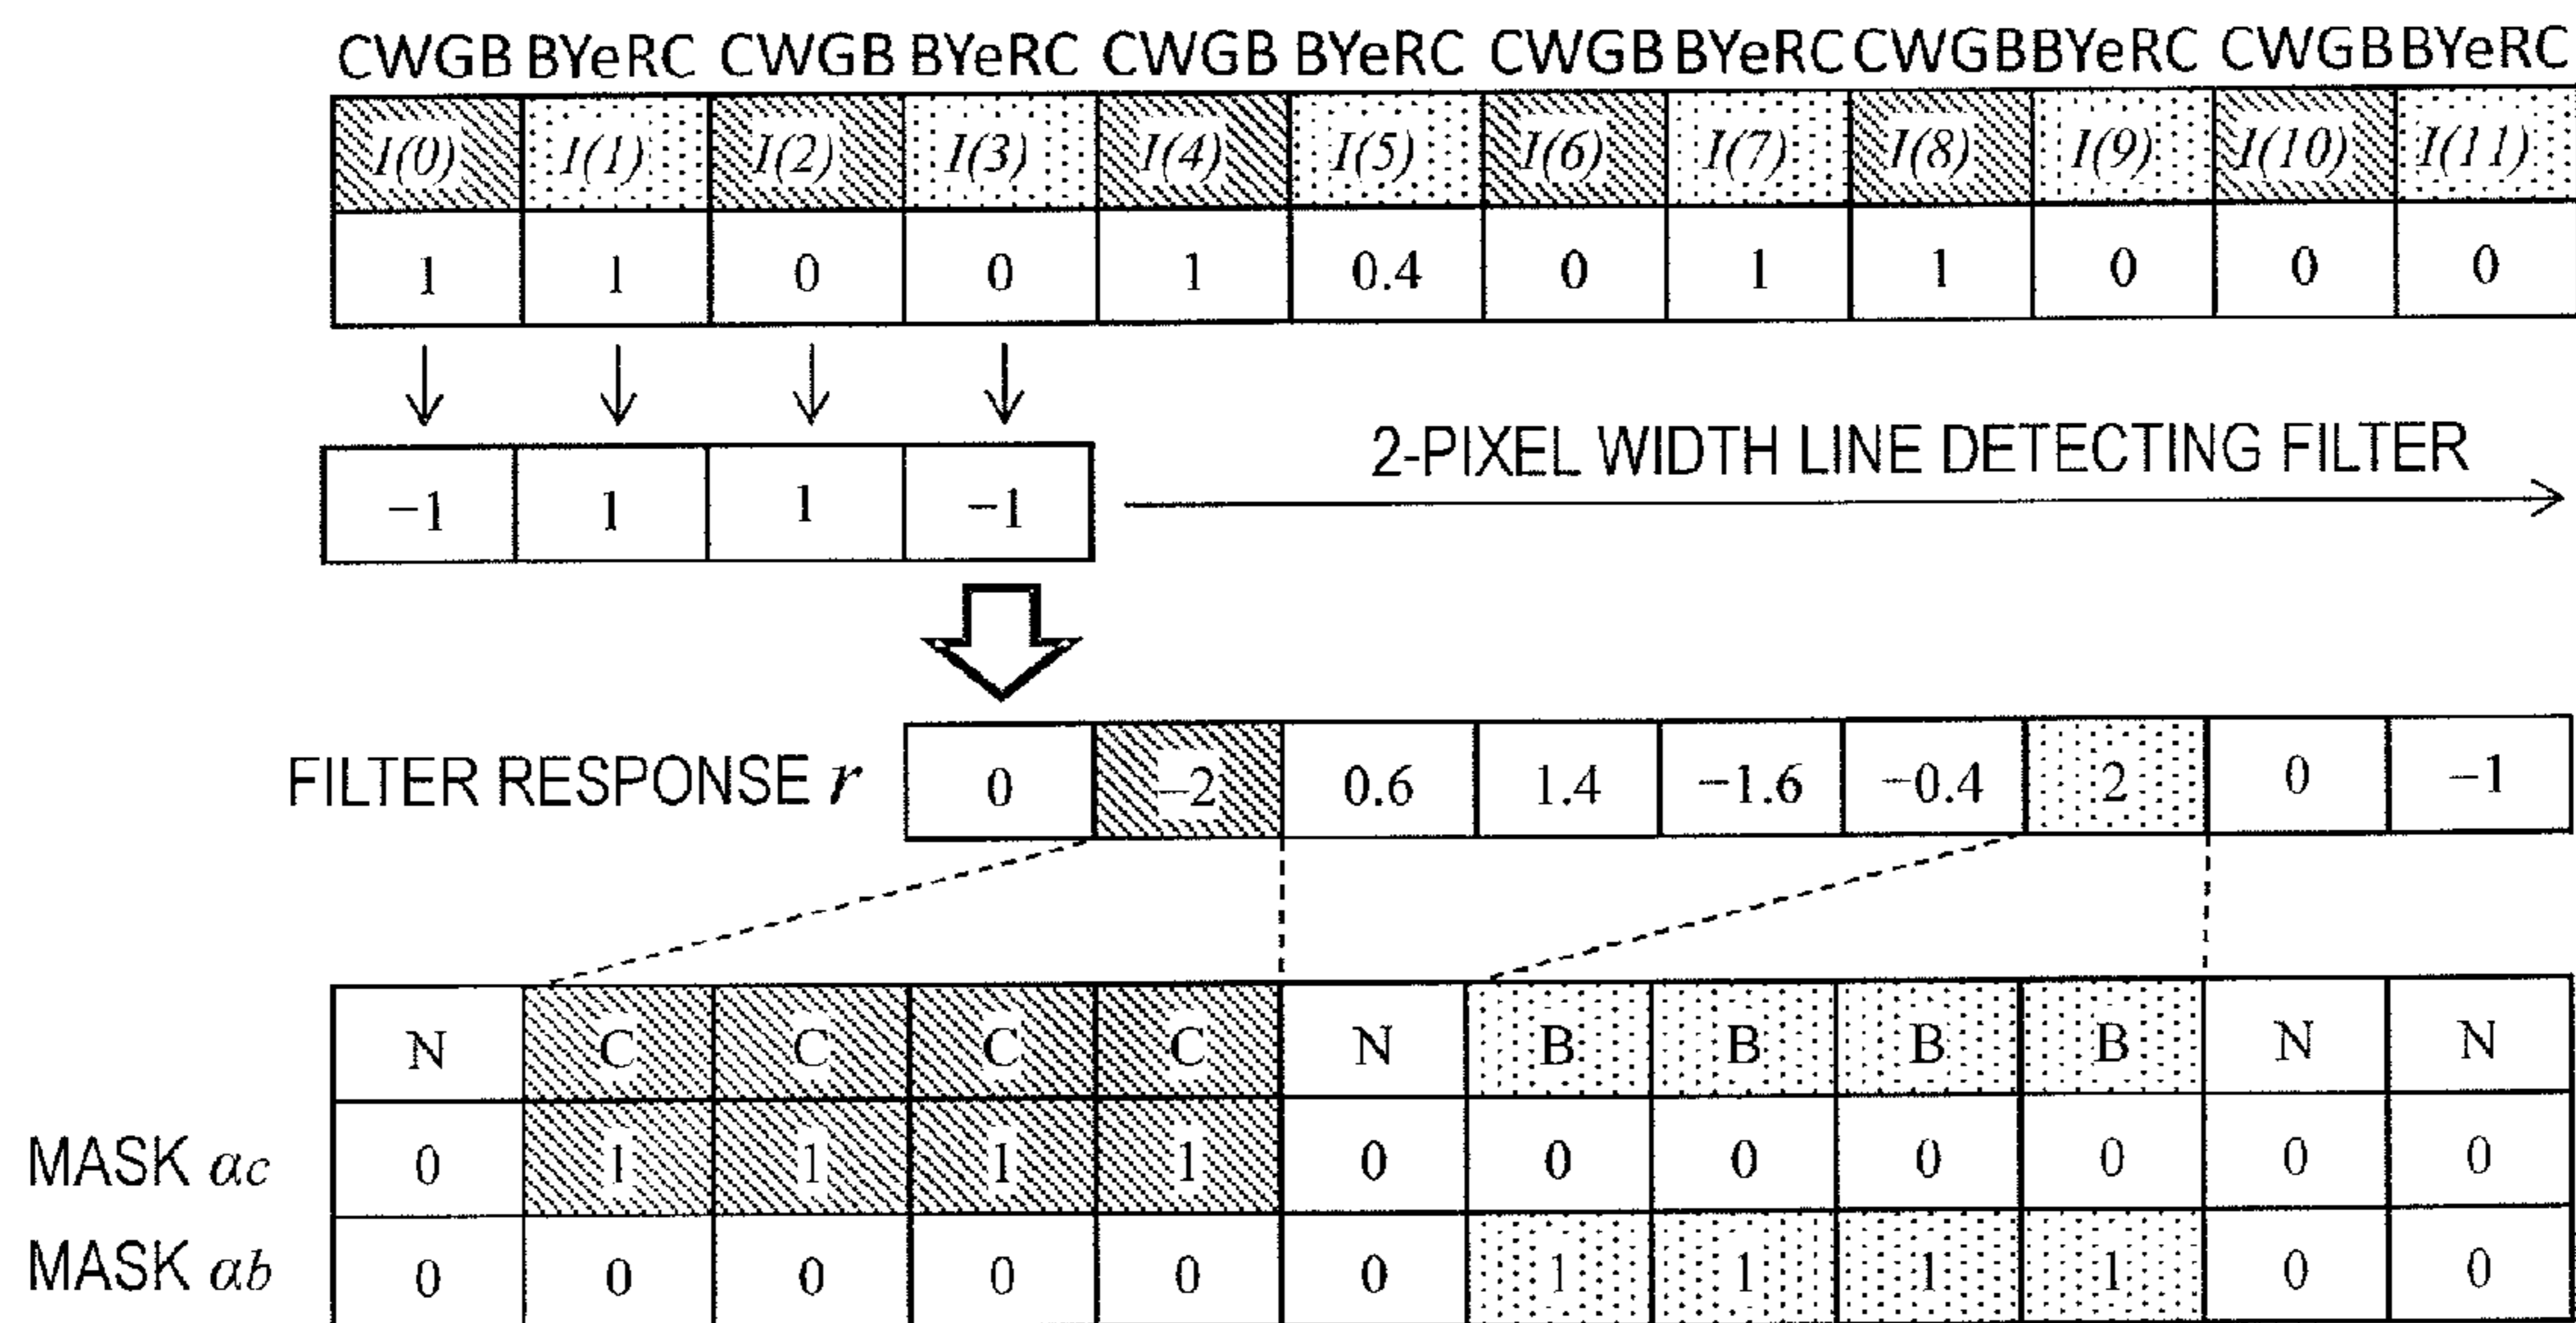 CWGB BYeRC CWGB BYeRC CWGB BYeRC CWGB BYeRC CWGB BYeRC CWGB BYeRC
I(0) I(1) I(2) I(3) I(4) I(5) I(6) I(7) I(8) I(9) I(10) I(11)
1 1 0 0 1 0.4 0 1 1 0 0 0
2-PIXEL WIDTH LINE DETECTING FILTER
−1 1 1 −1
FILTER RESPONSE r 0 −2 0.6 1.4 −1.6 −0.4 2 0 −1
N C C C C N B B B B N N
MASK αc 0 1 1 1 1 0 0 0 0 0 0 0
MASK αb 0 0 0 0 0 0 1 1 1 1 0 0